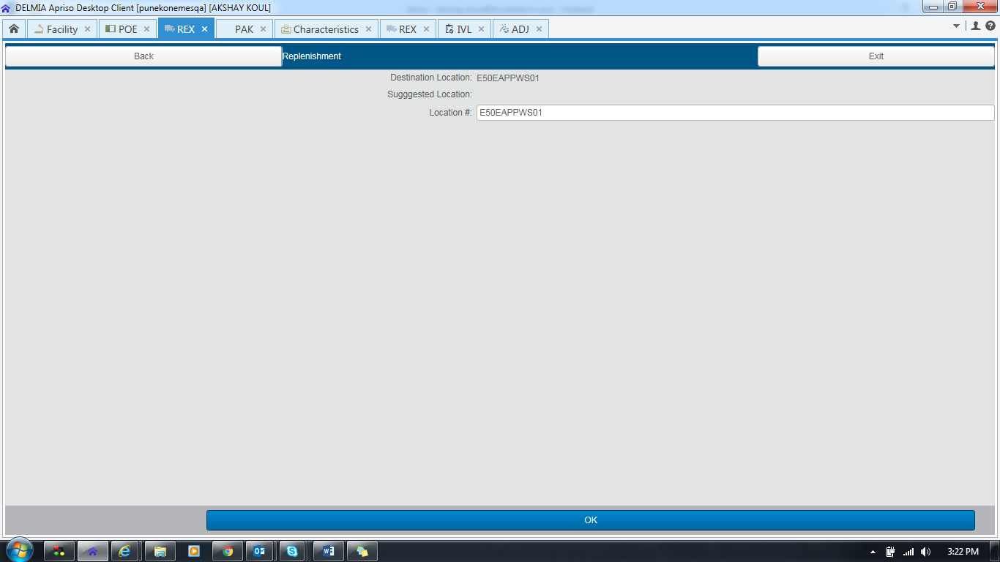 DELMIA Apriso Desktop Client [punekonemesqa] [AKSHAY KOUL]
Facility POE REX PAK Characteristics REX IVL ADJ
Back Replenishment Exit
Destination Location: E50EAPPWS01
Sugggested Location:
Location #: E50EAPPWS01
OK
3:22 PM